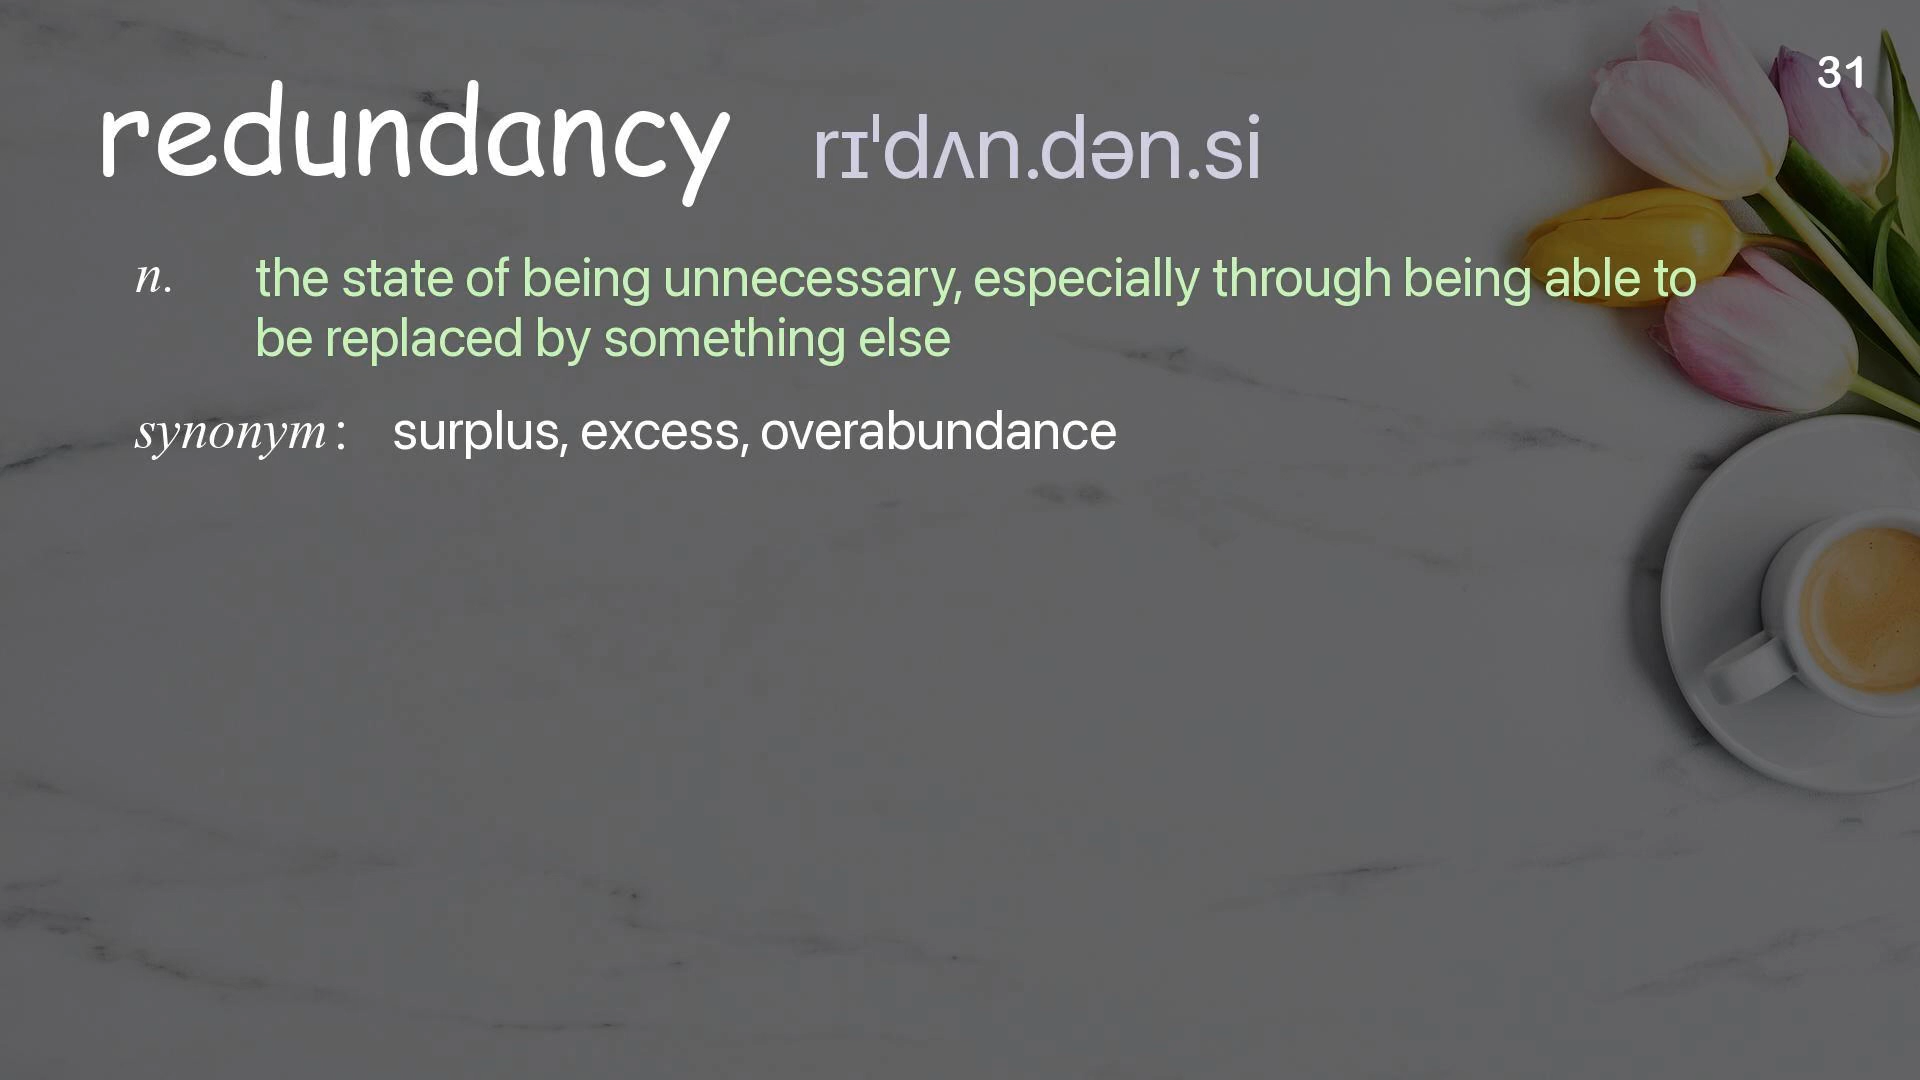 31
redundancy rɪˈdʌn.dən.si
n. the state of being unnecessary, especially through being able to
be replaced by something else
synonym: surplus, excess, overabundance